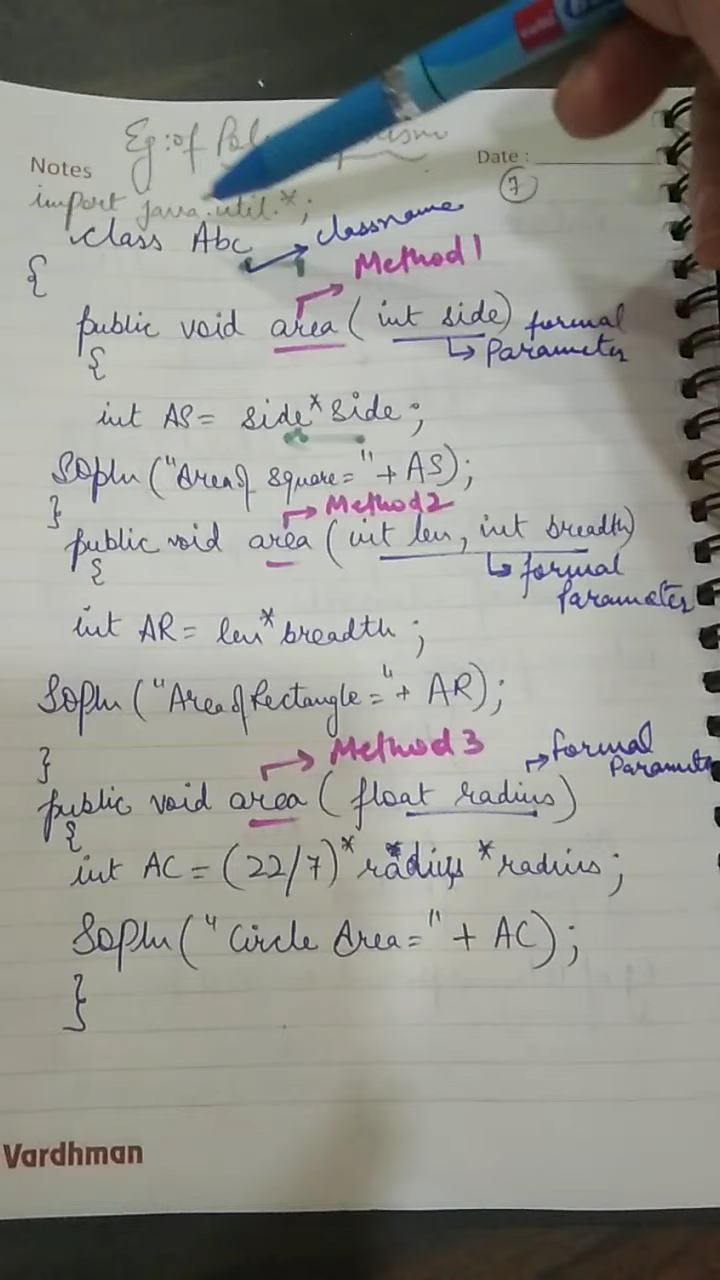 Eg: of
Notes
Date :
7
import java.util.*;
class Abc
classname
{
Method 1
public void area ( int side) formal
Parameter
{
int AS = side*side ;
SOPln ("Area of square=" + AS);
}
Method 2
public void area ( int len, int breadth)
{
formal
Parameter
int AR = len* breadth ;
SOPln ("Area of Rectangle =" + AR);
}
Method 3
formal
public void area ( float radius)
{
int AC = (22/7)* radius * radius ;
SOPln (" Circle Area =" + AC);
}
Vardhman